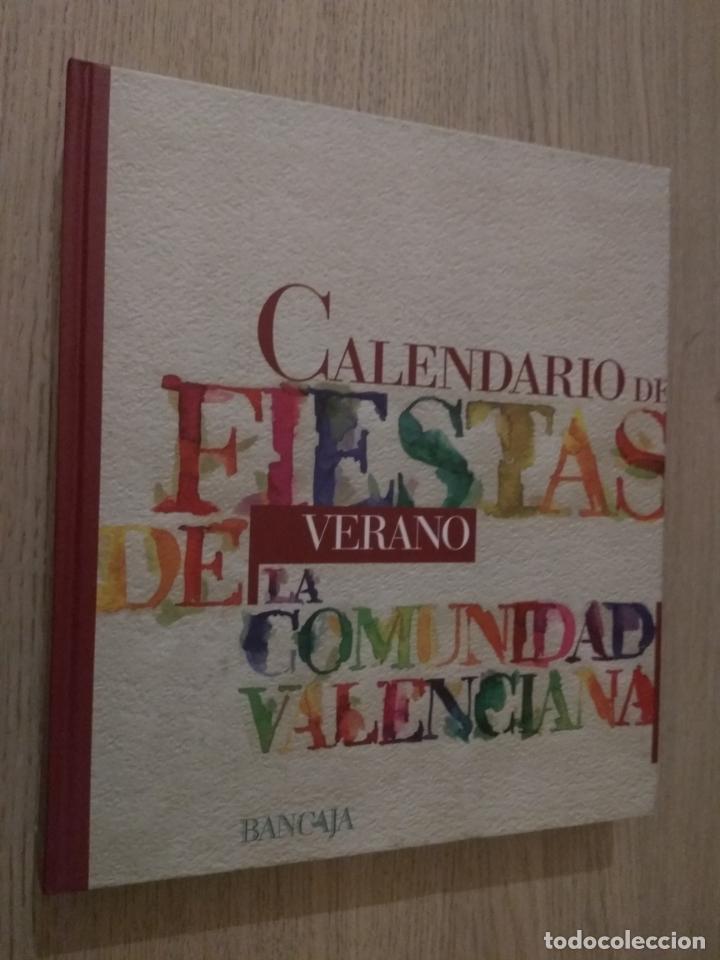 CALENDARIO DE
FIESTAS
DE
VERANO
LA
COMUNIDAD
VALENCIANA
BANCAJA
todocoleccion